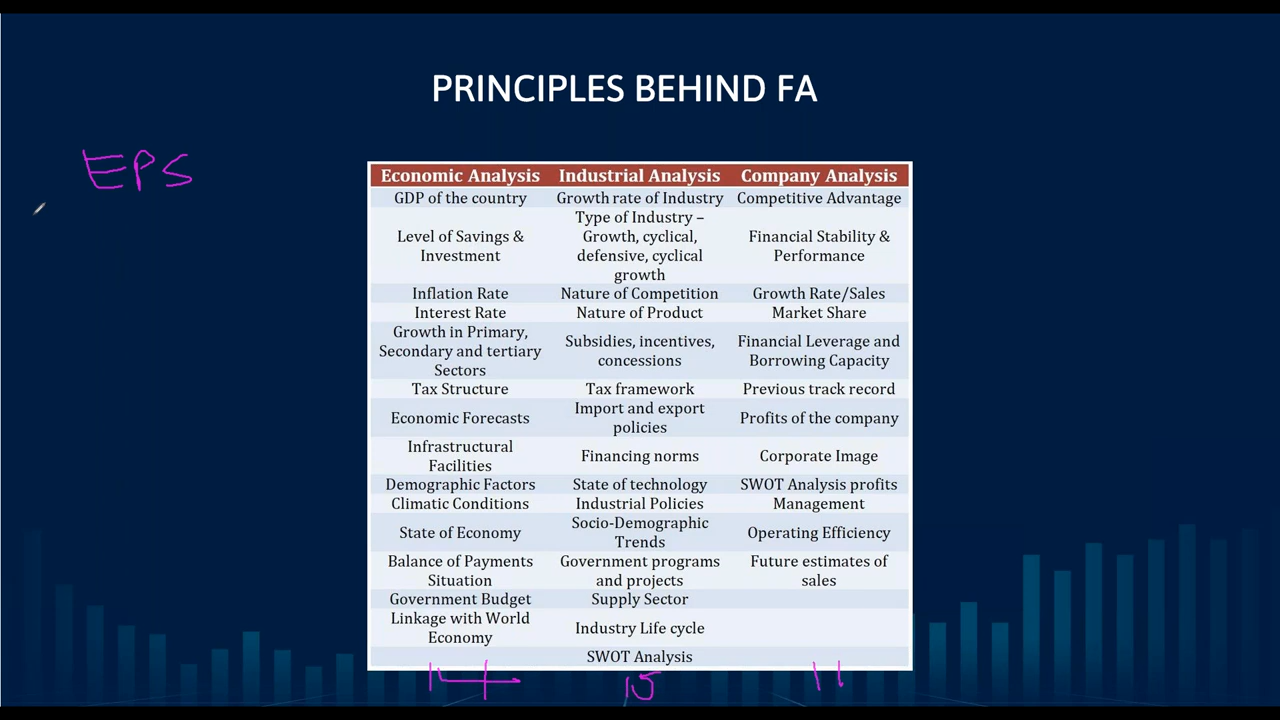 PRINCIPLES BEHIND FA
EPS
Economic Analysis Industrial Analysis Company Analysis
GDP of the country Growth rate of Industry Competitive Advantage
Level of Savings & Investment Type of Industry – Growth, cyclical, defensive, cyclical growth Financial Stability & Performance
Inflation Rate Nature of Competition Growth Rate/Sales
Interest Rate Nature of Product Market Share
Growth in Primary, Secondary and tertiary Sectors Subsidies, incentives, concessions Financial Leverage and Borrowing Capacity
Tax Structure Tax framework Previous track record
Economic Forecasts Import and export policies Profits of the company
Infrastructural Facilities Financing norms Corporate Image
Demographic Factors State of technology SWOT Analysis profits
Climatic Conditions Industrial Policies Management
State of Economy Socio-Demographic Trends Operating Efficiency
Balance of Payments Situation Government programs and projects Future estimates of sales
Government Budget Supply Sector
Linkage with World Economy Industry Life cycle
SWOT Analysis
14 15 11